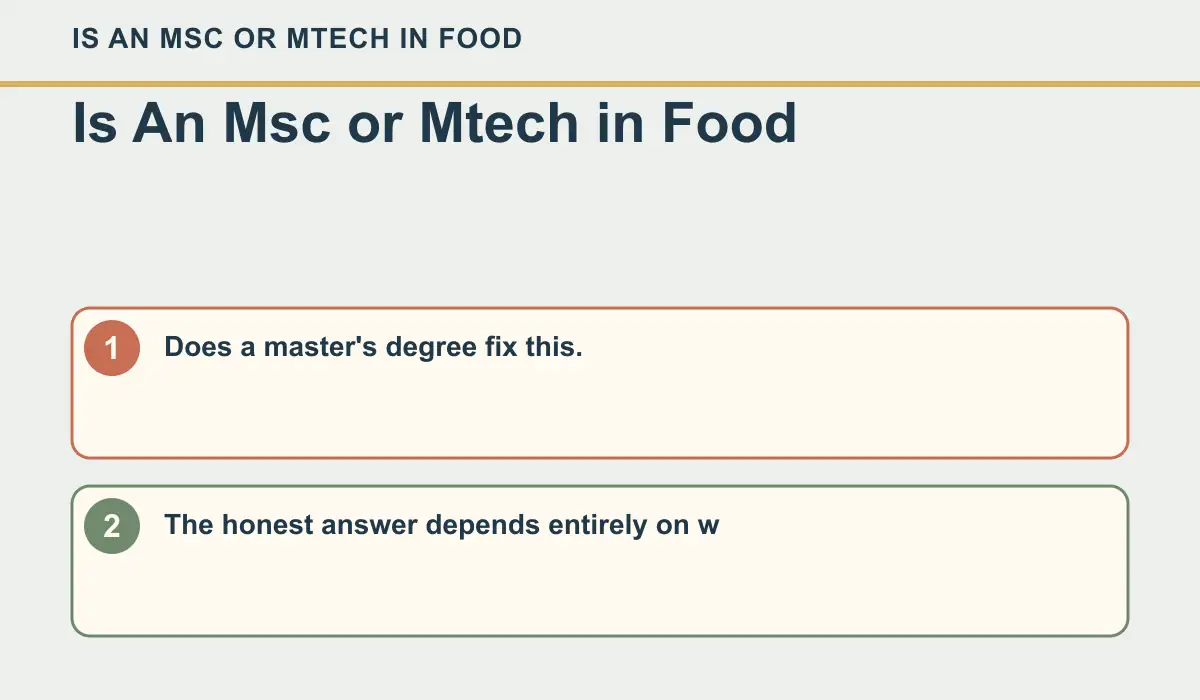 IS AN MSC OR MTECH IN FOOD
Is An Msc or Mtech in Food
1
Does a master's degree fix this.
2
The honest answer depends entirely on w